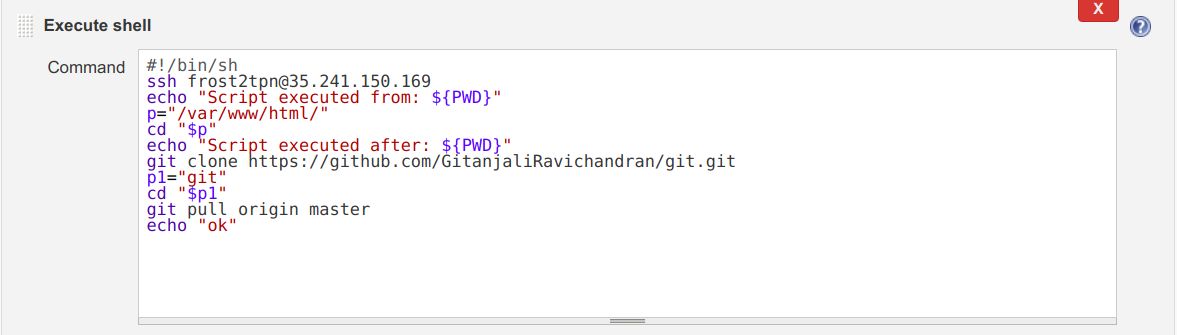 X
Execute shell
?
Command
#!/bin/sh
ssh frost2tpn@35.241.150.169
echo "Script executed from: ${PWD}"
p="/var/www/html/"
cd "$p"
echo "Script executed after: ${PWD}"
git clone https://github.com/GitanjaliRavichandran/git.git
p1="git"
cd "$p1"
git pull origin master
echo "ok"